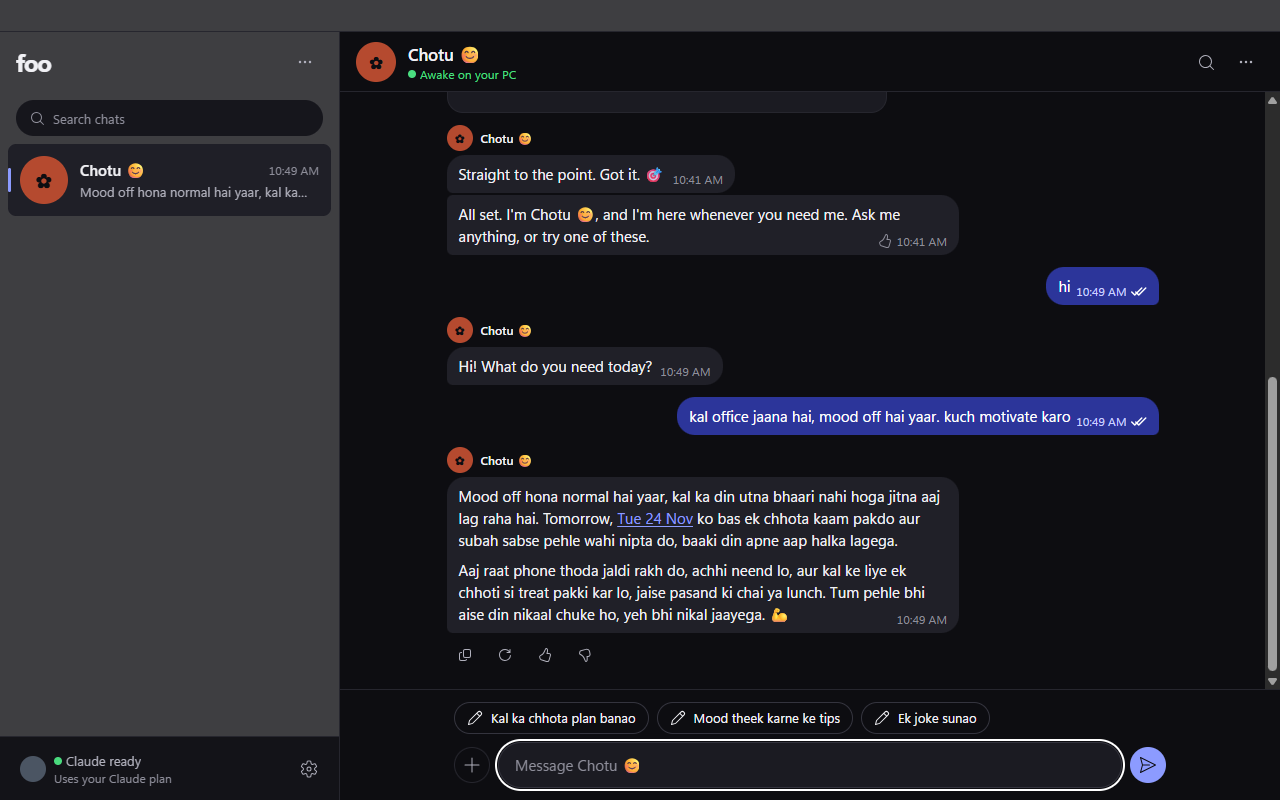 foo
Search chats
Chotu 😊
10:49 AM
Mood off hona normal hai yaar, kal ka...
Claude ready
Uses your Claude plan
Chotu 😊
Awake on your PC
Chotu 😊
Straight to the point. Got it. 🎯 10:41 AM
All set. I'm Chotu 😊, and I'm here whenever you need me. Ask me
anything, or try one of these.
10:41 AM
hi 10:49 AM
Chotu 😊
Hi! What do you need today? 10:49 AM
kal office jaana hai, mood off hai yaar. kuch motivate karo 10:49 AM
Chotu 😊
Mood off hona normal hai yaar, kal ka din utna bhaari nahi hoga jitna aaj
lag raha hai. Tomorrow, Tue 24 Nov ko bas ek chhota kaam pakdo aur
subah sabse pehle wahi nipta do, baaki din apne aap halka lagega.
Aaj raat phone thoda jaldi rakh do, achhi neend lo, aur kal ke liye ek
chhoti si treat pakki kar lo, jaise pasand ki chai ya lunch. Tum pehle bhi
aise din nikaal chuke ho, yeh bhi nikal jaayega. 💪
10:49 AM
Kal ka chhota plan banao
Mood theek karne ke tips
Ek joke sunao
Message Chotu 😊